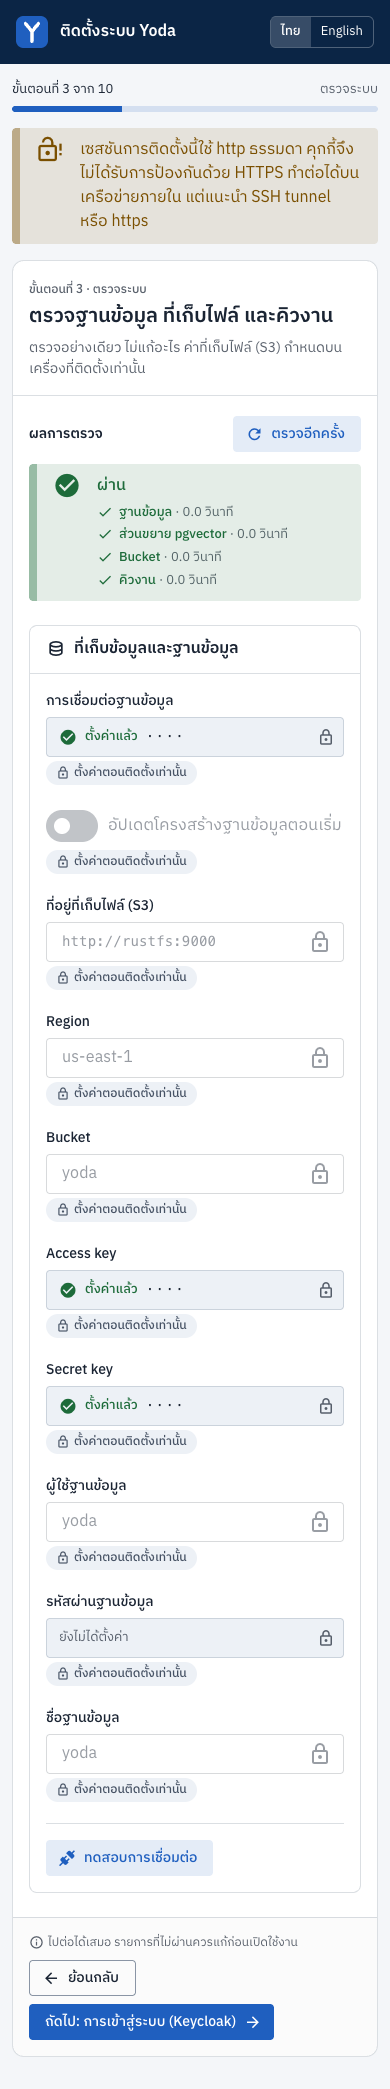 ติดตั้งระบบ Yoda
ไทย English
ขั้นตอนที่ 3 จาก 10 ตรวจระบบ
เซสชันการติดตั้งนี้ใช้ http ธรรมดา คุกกี้จึง
ไม่ได้รับการป้องกันด้วย HTTPS ทำต่อได้บน
เครือข่ายภายใน แต่แนะนำ SSH tunnel
หรือ https
ขั้นตอนที่ 3 · ตรวจระบบ
ตรวจฐานข้อมูล ที่เก็บไฟล์ และคิวงาน
ตรวจอย่างเดียว ไม่แก้อะไร ค่าที่เก็บไฟล์ (S3) กำหนดบน
เครื่องที่ติดตั้งเท่านั้น
ผลการตรวจ ตรวจอีกครั้ง
ผ่าน
ฐานข้อมูล · 0.0 วินาที
ส่วนขยาย pgvector · 0.0 วินาที
Bucket · 0.0 วินาที
คิวงาน · 0.0 วินาที
ที่เก็บข้อมูลและฐานข้อมูล
การเชื่อมต่อฐานข้อมูล
ตั้งค่าแล้ว ····
ตั้งค่าตอนติดตั้งเท่านั้น
อัปเดตโครงสร้างฐานข้อมูลตอนเริ่ม
ตั้งค่าตอนติดตั้งเท่านั้น
ที่อยู่ที่เก็บไฟล์ (S3)
http://rustfs:9000
ตั้งค่าตอนติดตั้งเท่านั้น
Region
us-east-1
ตั้งค่าตอนติดตั้งเท่านั้น
Bucket
yoda
ตั้งค่าตอนติดตั้งเท่านั้น
Access key
ตั้งค่าแล้ว ····
ตั้งค่าตอนติดตั้งเท่านั้น
Secret key
ตั้งค่าแล้ว ····
ตั้งค่าตอนติดตั้งเท่านั้น
ผู้ใช้ฐานข้อมูล
yoda
ตั้งค่าตอนติดตั้งเท่านั้น
รหัสผ่านฐานข้อมูล
ยังไม่ได้ตั้งค่า
ตั้งค่าตอนติดตั้งเท่านั้น
ชื่อฐานข้อมูล
yoda
ตั้งค่าตอนติดตั้งเท่านั้น
ทดสอบการเชื่อมต่อ
ไปต่อได้เสมอ รายการที่ไม่ผ่านควรแก้ก่อนเปิดใช้งาน
ย้อนกลับ
ถัดไป: การเข้าสู่ระบบ (Keycloak)